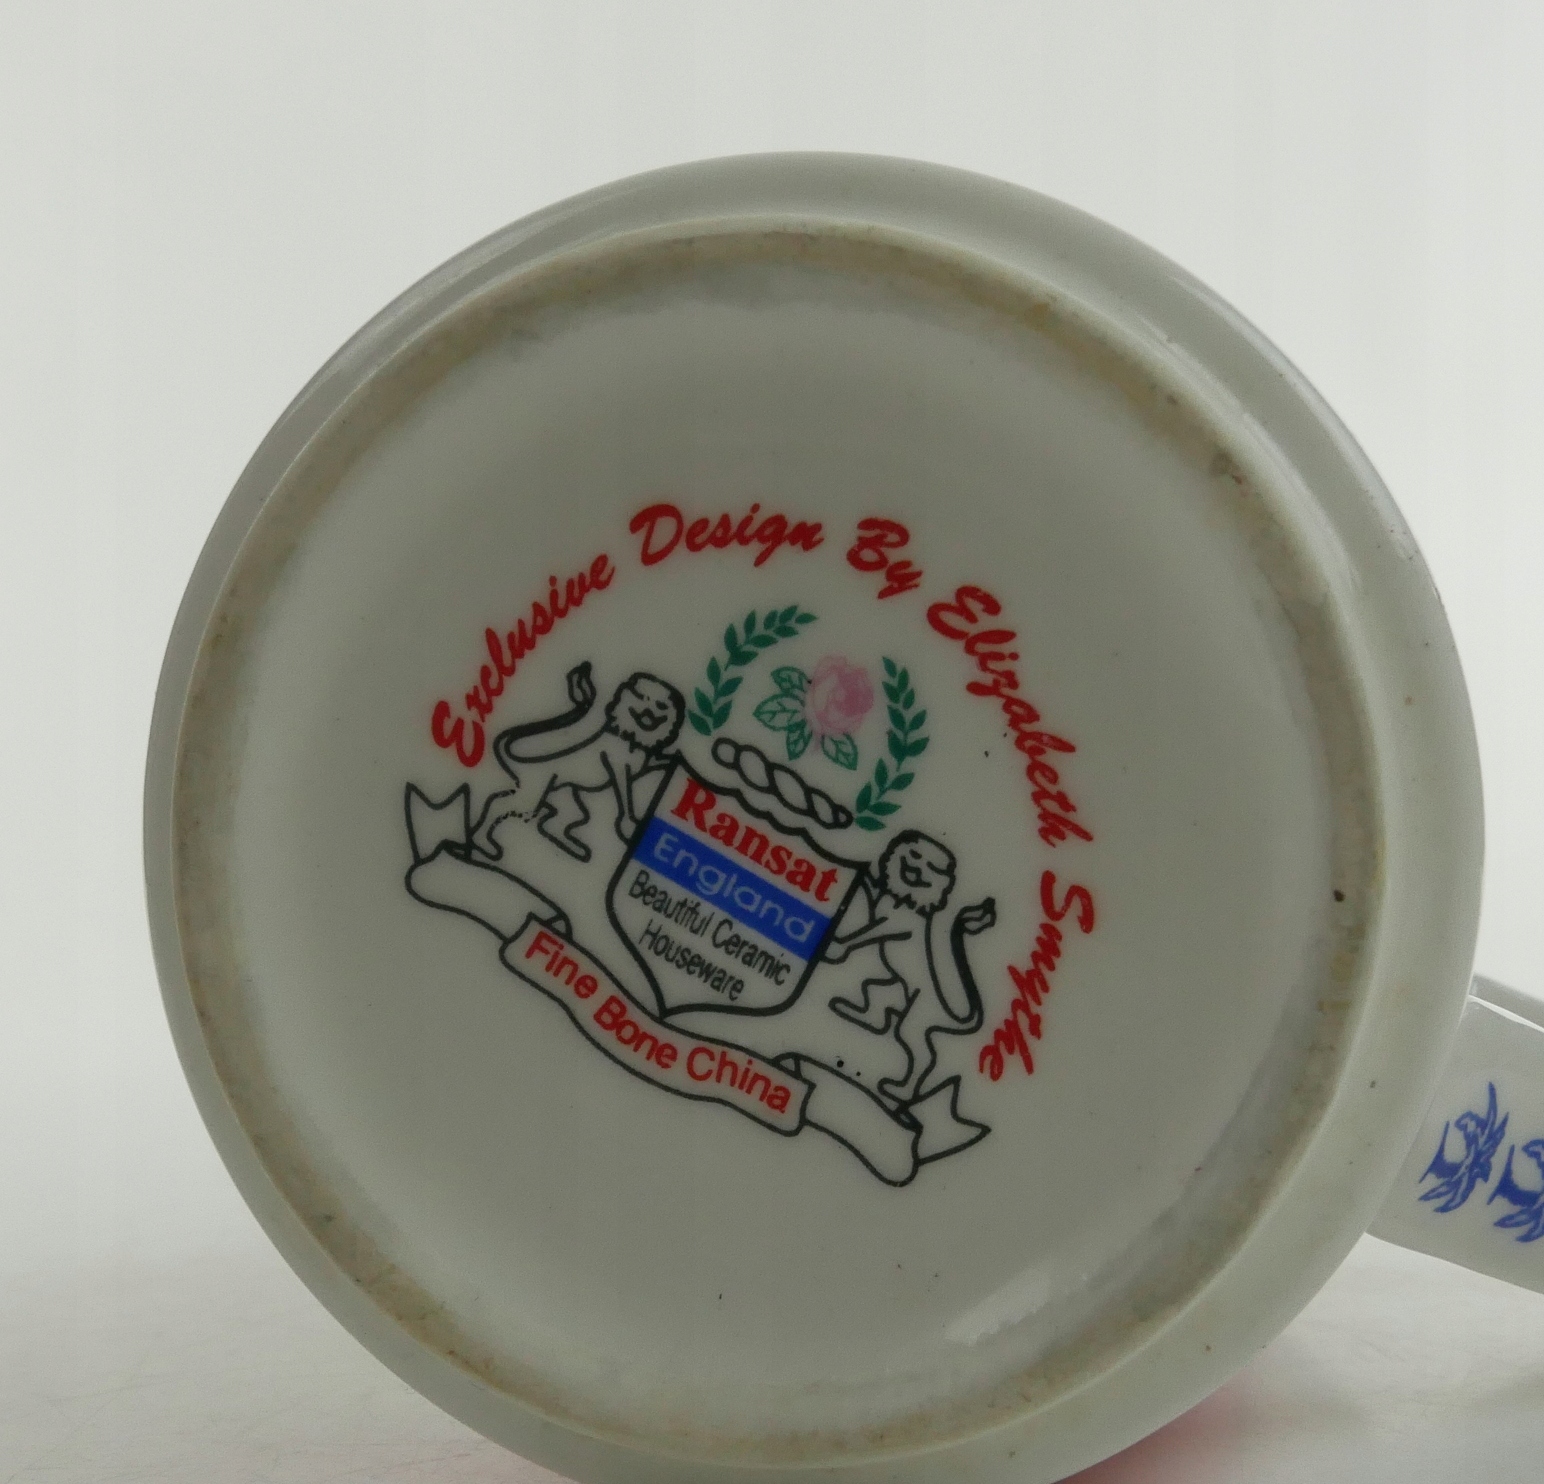 Exclusive Design By Elizabeth Smythe
Ransat
England
Beautiful Ceramic
Houseware
Fine Bone China